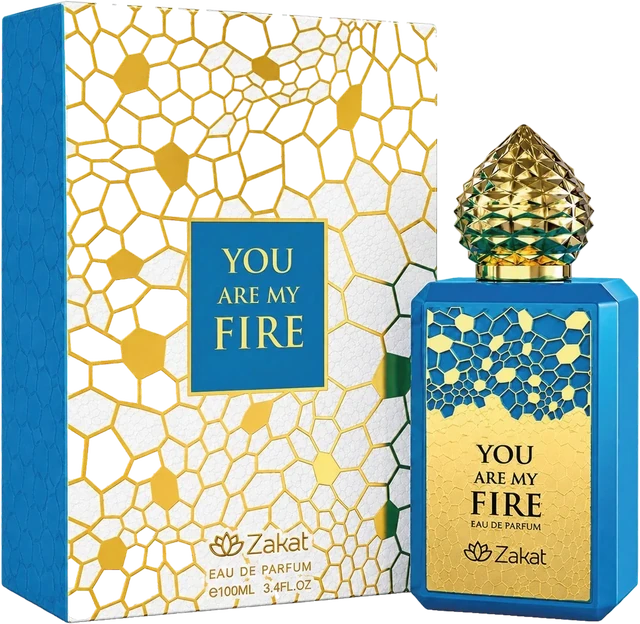 YOU
ARE MY
FIRE
Zakat
EAU DE PARFUM
℮100ML 3.4FL.OZ
YOU
ARE MY
FIRE
EAU DE PARFUM
Zakat